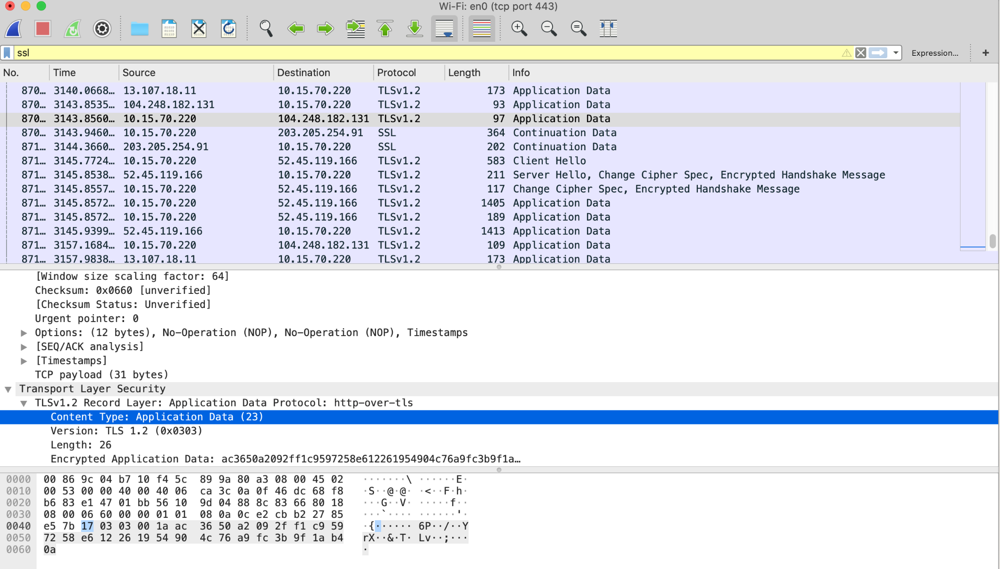 Wi-Fi: en0 (tcp port 443)
ssl
Expression... +
No. Time Source Destination Protocol Length Info
870… 3140.0668… 13.107.18.11 10.15.70.220 TLSv1.2 173 Application Data
870… 3143.8535… 104.248.182.131 10.15.70.220 TLSv1.2 93 Application Data
870… 3143.8560… 10.15.70.220 104.248.182.131 TLSv1.2 97 Application Data
870… 3143.9460… 10.15.70.220 203.205.254.91 SSL 364 Continuation Data
871… 3144.3660… 203.205.254.91 10.15.70.220 SSL 202 Continuation Data
871… 3145.7724… 10.15.70.220 52.45.119.166 TLSv1.2 583 Client Hello
871… 3145.8538… 52.45.119.166 10.15.70.220 TLSv1.2 211 Server Hello, Change Cipher Spec, Encrypted Handshake Message
871… 3145.8557… 10.15.70.220 52.45.119.166 TLSv1.2 117 Change Cipher Spec, Encrypted Handshake Message
871… 3145.8572… 10.15.70.220 52.45.119.166 TLSv1.2 1405 Application Data
871… 3145.8572… 10.15.70.220 52.45.119.166 TLSv1.2 189 Application Data
871… 3145.9399… 52.45.119.166 10.15.70.220 TLSv1.2 1413 Application Data
871… 3157.1684… 10.15.70.220 104.248.182.131 TLSv1.2 109 Application Data
871… 3157.9838… 13.107.18.11 10.15.70.220 TLSv1.2 173 Application Data
[Window size scaling factor: 64]
Checksum: 0x0660 [unverified]
[Checksum Status: Unverified]
Urgent pointer: 0
Options: (12 bytes), No-Operation (NOP), No-Operation (NOP), Timestamps
[SEQ/ACK analysis]
[Timestamps]
TCP payload (31 bytes)
Transport Layer Security
TLSv1.2 Record Layer: Application Data Protocol: http-over-tls
Content Type: Application Data (23)
Version: TLS 1.2 (0x0303)
Length: 26
Encrypted Application Data: ac3650a2092ff1c9597258e612261954904c76a9fc3b9f1a…
0000 00 86 9c 04 b7 10 f4 5c 89 9a 80 a3 08 00 45 02 ·······\ ······E·
0010 00 53 00 00 40 00 40 06 ca 3c 0a 0f 46 dc 68 f8 ·S··@·@· ·<··F·h·
0020 b6 83 e1 47 01 bb 56 10 9d 04 88 8c 83 66 80 18 ···G··V· ·····f··
0030 08 00 06 60 00 00 01 01 08 0a 0c e2 cb b2 27 85 ···`···· ······'·
0040 e5 7b 17 03 03 00 1a ac 36 50 a2 09 2f f1 c9 59 ·{······ 6P··/··Y
0050 72 58 e6 12 26 19 54 90 4c 76 a9 fc 3b 9f 1a b4 rX··&·T· Lv··;···
0060 0a ·